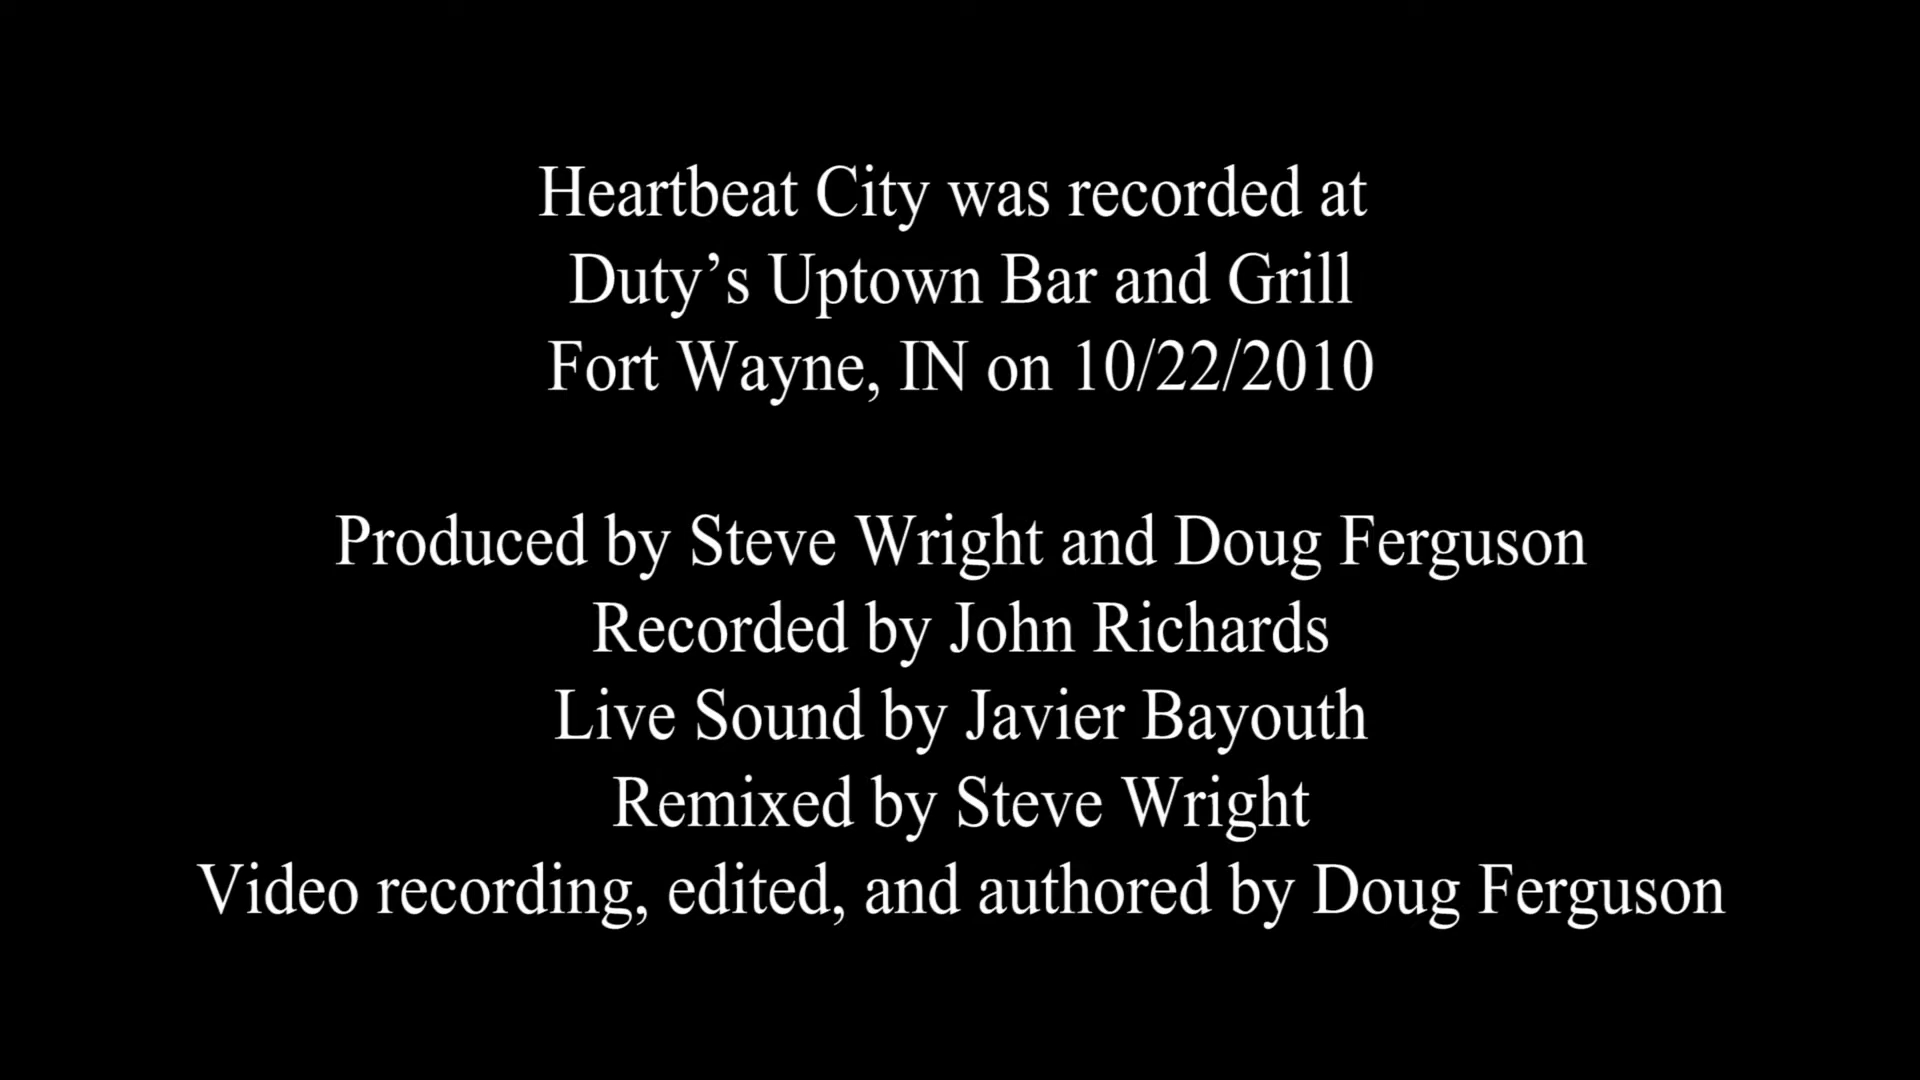 Heartbeat City was recorded at
Duty’s Uptown Bar and Grill
Fort Wayne, IN on 10/22/2010
Produced by Steve Wright and Doug Ferguson
Recorded by John Richards
Live Sound by Javier Bayouth
Remixed by Steve Wright
Video recording, edited, and authored by Doug Ferguson